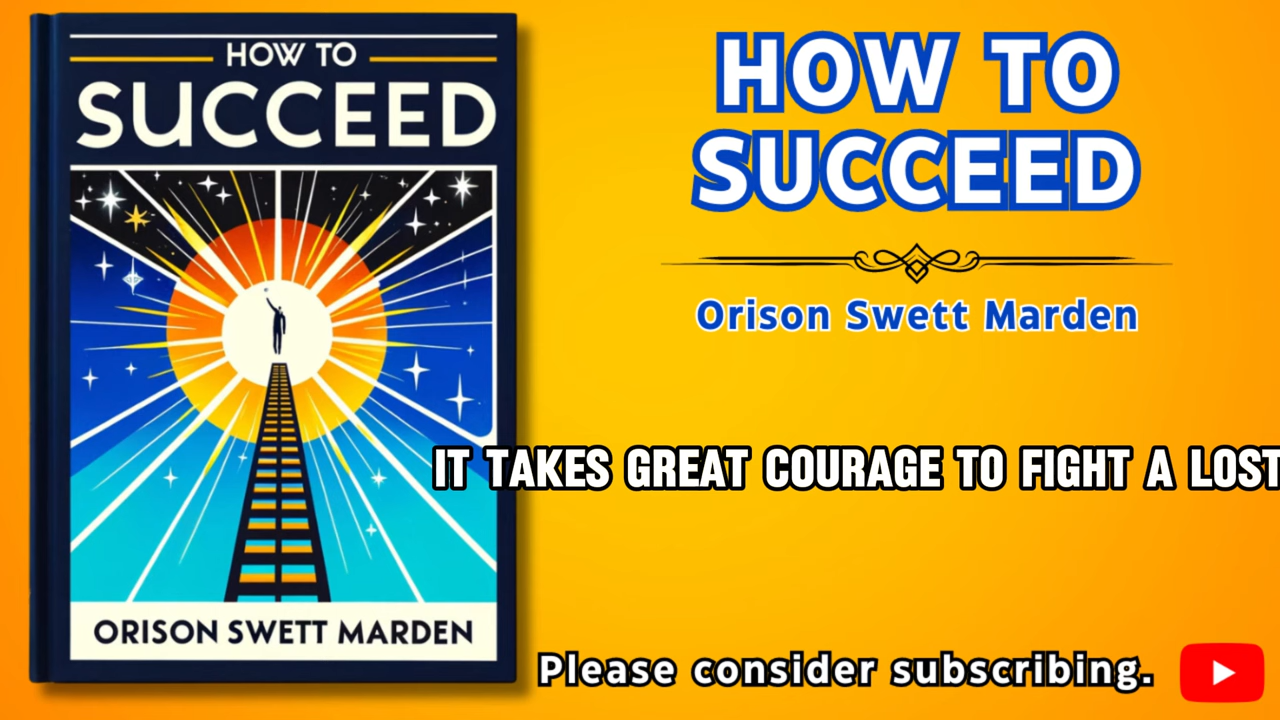 HOW TO
SUCCEED
ORISON SWETT MARDEN
HOW TO
SUCCEED
Orison Swett Marden
IT TAKES GREAT COURAGE TO FIGHT A LOST
Please consider subscribing.